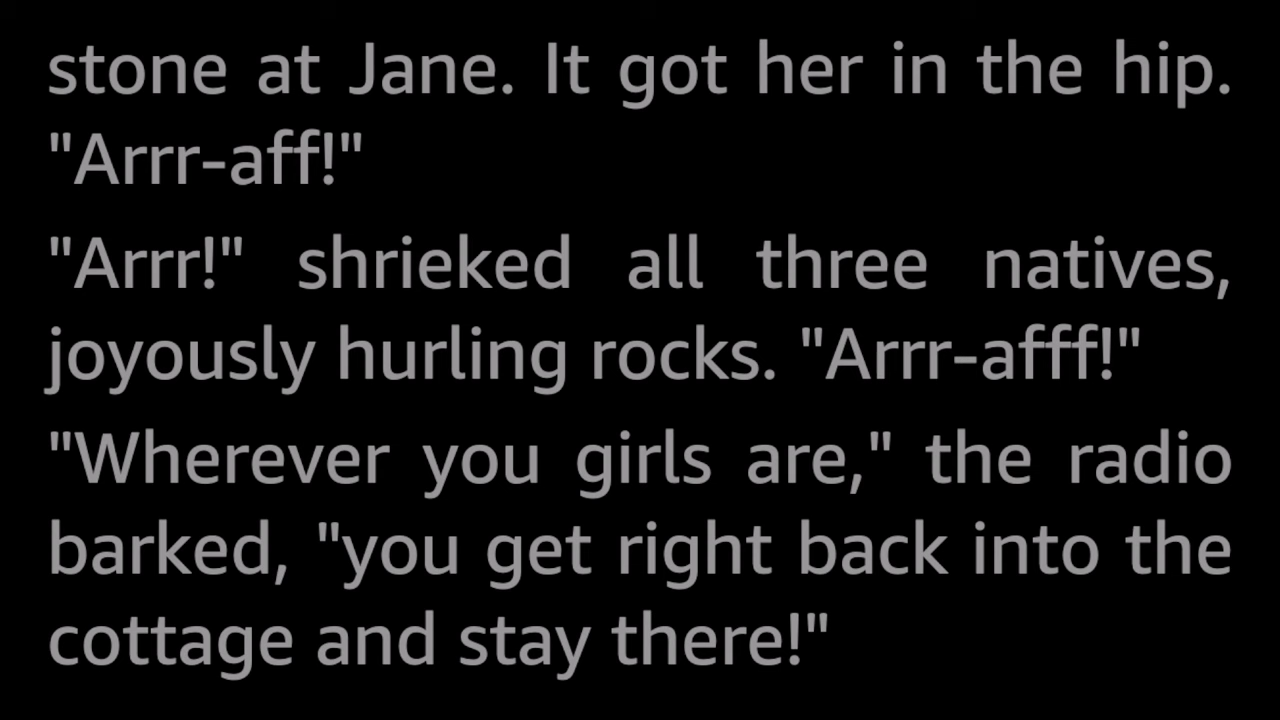 stone at Jane. It got her in the hip.
"Arrr-aff!"
"Arrr!" shrieked all three natives,
joyously hurling rocks. "Arrr-afff!"
"Wherever you girls are," the radio
barked, "you get right back into the
cottage and stay there!"